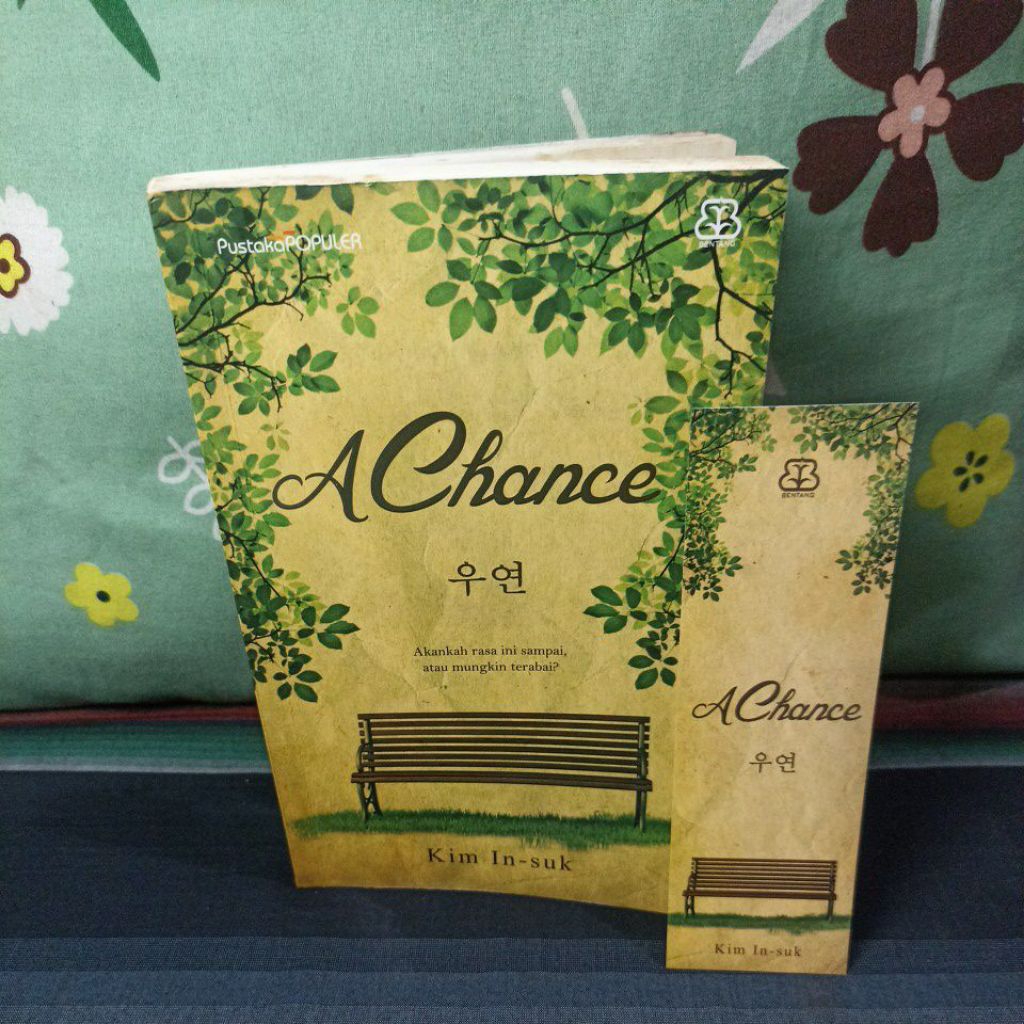 PustakaPOPULER
BENTANG
A Chance
우연
Akankah rasa ini sampai,
atau mungkin terabai?
Kim In-suk
BENTANG
A Chance
우연
Kim In-suk